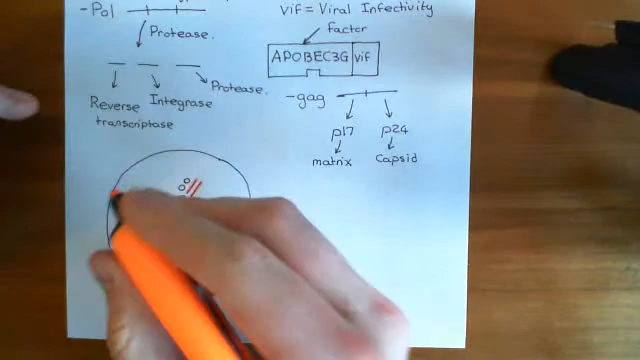 -Pol
Protease.
Reverse transcriptase
Integrase
Protease.
Vif = Viral Infectivity
factor
APOBEC3G vif
-gag
p17
matrix
p24
Capsid